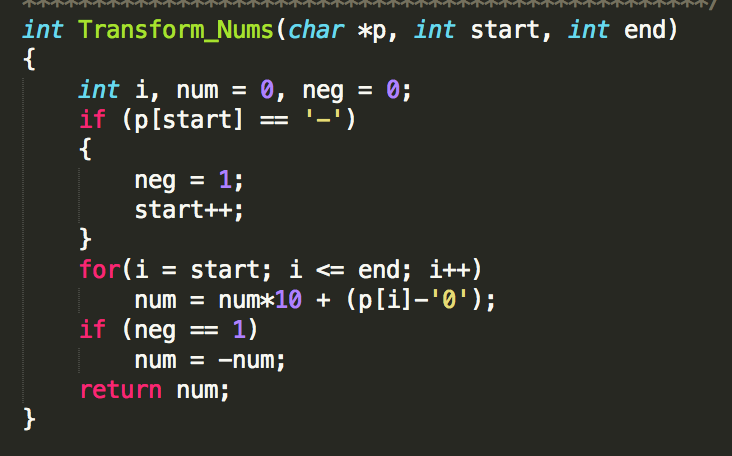 **************************************************/
int Transform_Nums(char *p, int start, int end)
{
    int i, num = 0, neg = 0;
    if (p[start] == '-')
    {
        neg = 1;
        start++;
    }
    for(i = start; i <= end; i++)
        num = num*10 + (p[i]-'0');
    if (neg == 1)
        num = -num;
    return num;
}